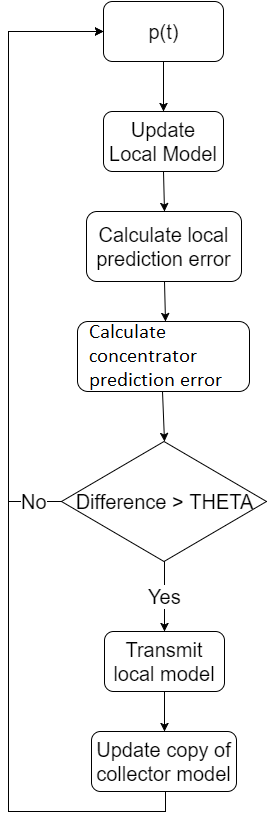 p(t)
Update
Local Model
Calculate local
prediction error
Calculate
concentrator
prediction error
Difference > THETA
No
Yes
Transmit
local model
Update copy of
collector model